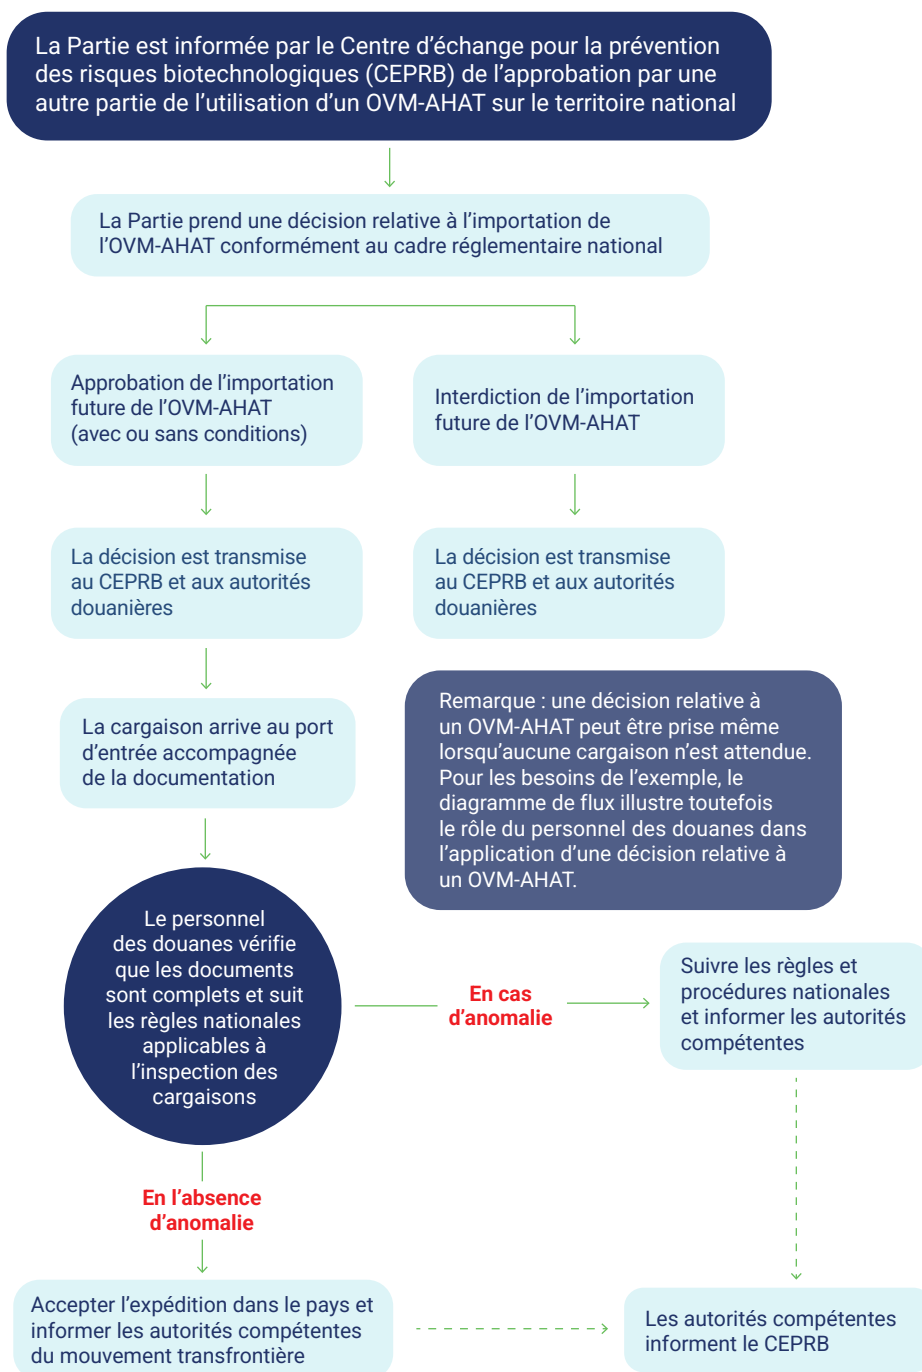 La Partie est informée par le Centre d’échange pour la prévention
des risques biotechnologiques (CEPRB) de l’approbation par une
autre partie de l’utilisation d’un OVM-AHAT sur le territoire national
La Partie prend une décision relative à l’importation de
l’OVM-AHAT conformément au cadre réglementaire national
Approbation de l’importation
future de l’OVM-AHAT
(avec ou sans conditions)
Interdiction de l’importation
future de l’OVM-AHAT
La décision est transmise
au CEPRB et aux autorités
douanières
La décision est transmise
au CEPRB et aux autorités
douanières
La cargaison arrive au port
d’entrée accompagnée
de la documentation
Remarque : une décision relative à
un OVM-AHAT peut être prise même
lorsqu’aucune cargaison n’est attendue.
Pour les besoins de l’exemple, le
diagramme de flux illustre toutefois
le rôle du personnel des douanes dans
l’application d’une décision relative à
un OVM-AHAT.
Le personnel
des douanes vérifie
que les documents
sont complets et suit
les règles nationales
applicables à
l’inspection des
cargaisons
En cas
d’anomalie
Suivre les règles et
procédures nationales
et informer les autorités
compétentes
En l’absence
d’anomalie
Accepter l’expédition dans le pays et
informer les autorités compétentes
du mouvement transfrontière
Les autorités compétentes
informent le CEPRB